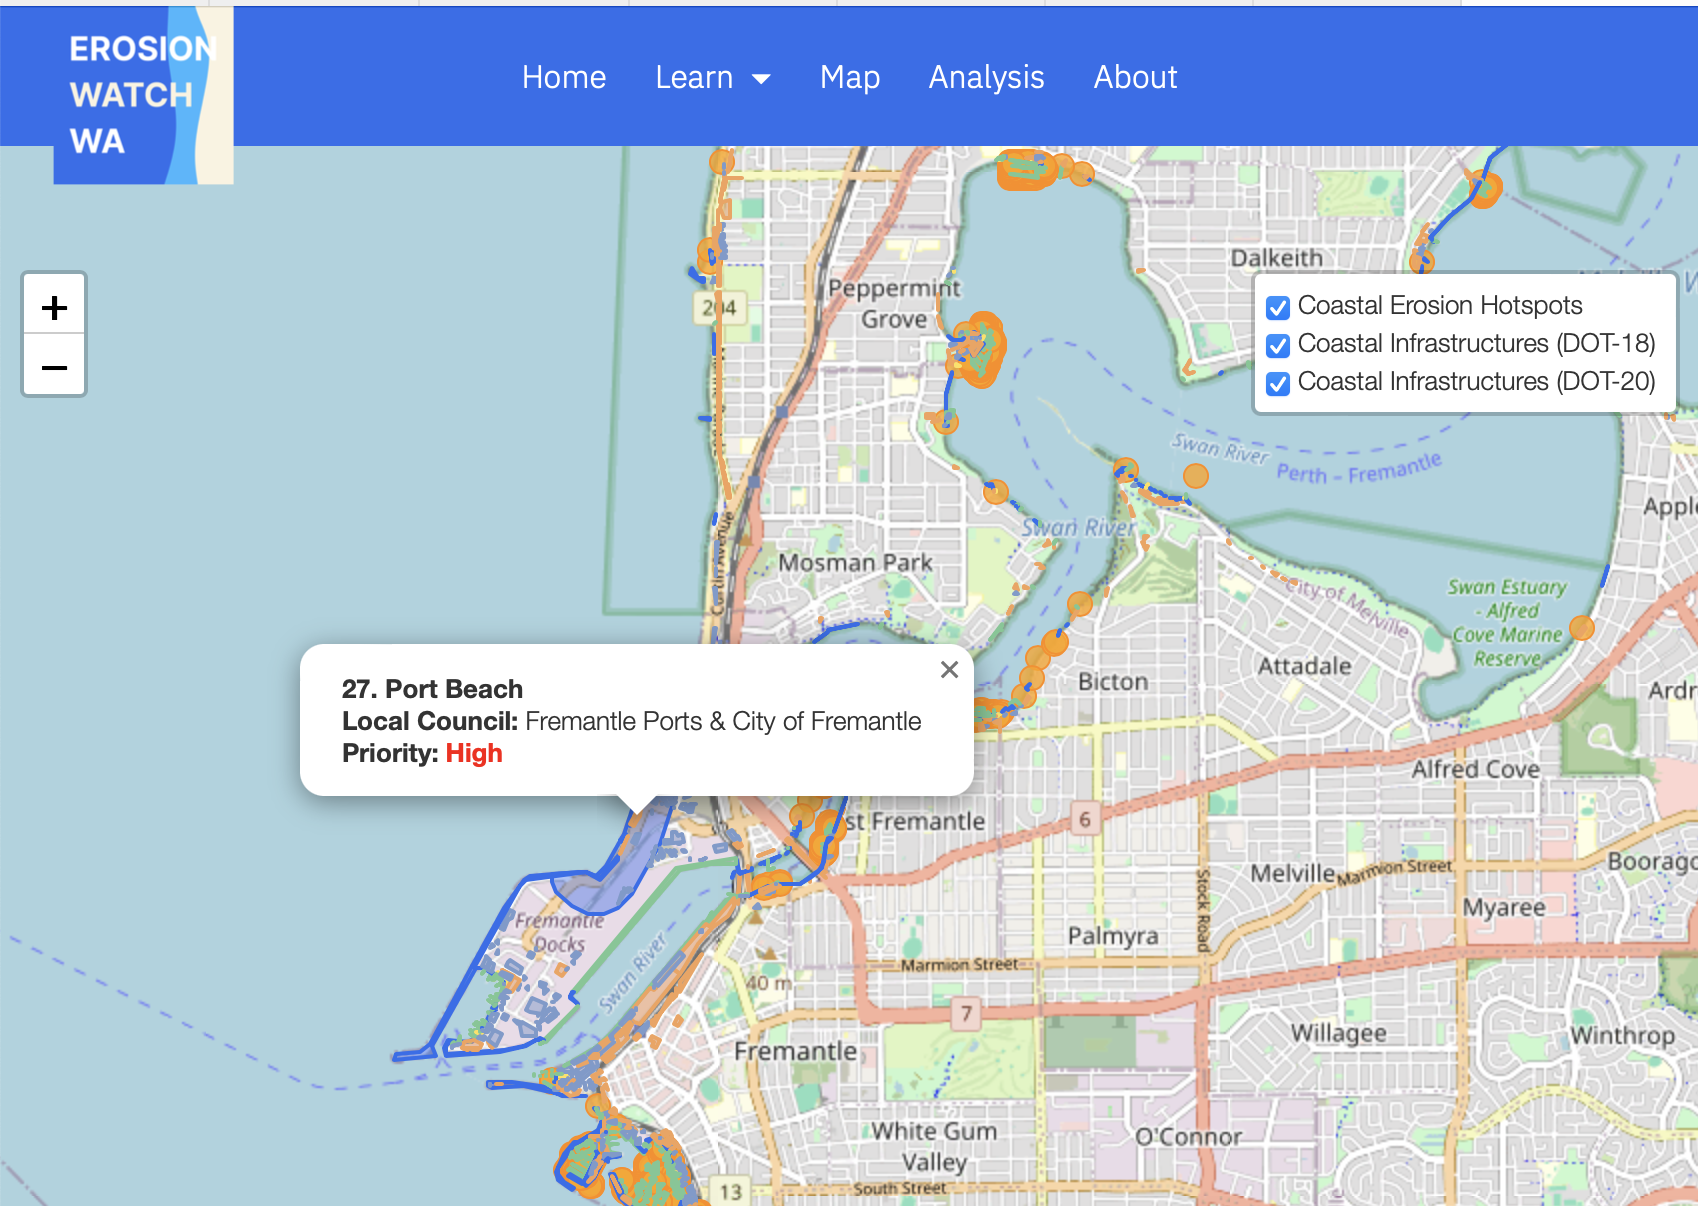 EROSION
WATCH
WA
Home Learn Map Analysis About
Dalkeith
Peppermint
Grove
204
Coastal Erosion Hotspots
Coastal Infrastructures (DOT-18)
Coastal Infrastructures (DOT-20)
Swan River
Perth - Fremantle
Swan River
Curtin Avenue
Mosman Park
City of Melville
Swan Estuary
- Alfred
Cove Marine
Reserve
27. Port Beach
Local Council: Fremantle Ports & City of Fremantle
Priority: High
Bicton
Attadale
Alfred Cove
st Fremantle
6
Melville
Marmion Street
Stock Road
Myaree
Fremantle
Docks
Swan River
Palmyra
Marmion Street
40 m
7
Willagee
Winthrop
Fremantle
White Gum
Valley
O'Connor
13
South Street